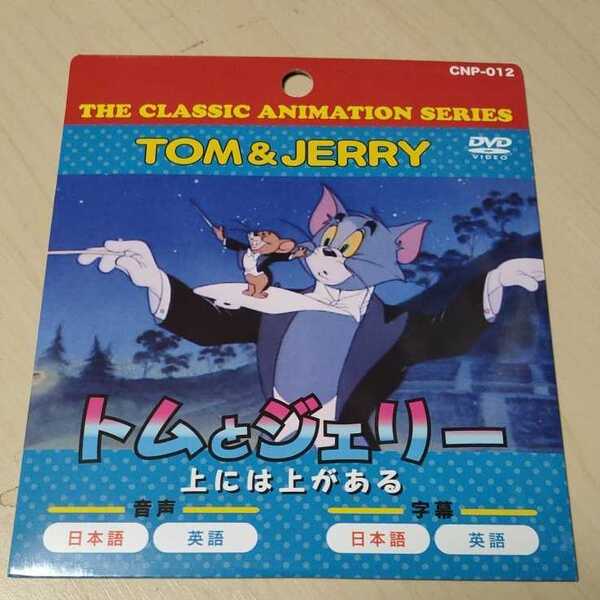 CNP-012
THE CLASSIC ANIMATION SERIES
TOM & JERRY
DVD
VIDEO
トムとジェリー
上には上がある
音声 字幕
日本語 英語 日本語 英語